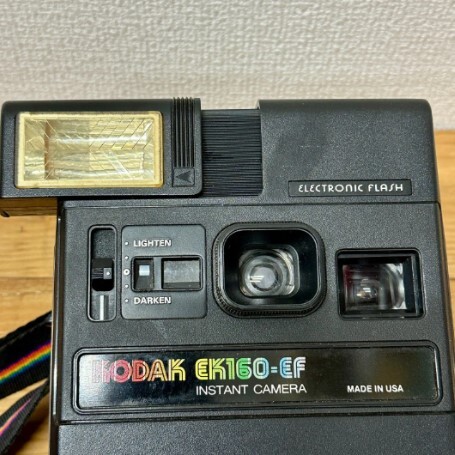 ELECTRONIC FLASH
LIGHTEN
DARKEN
KODAK EK160-EF
INSTANT CAMERA
MADE IN USA